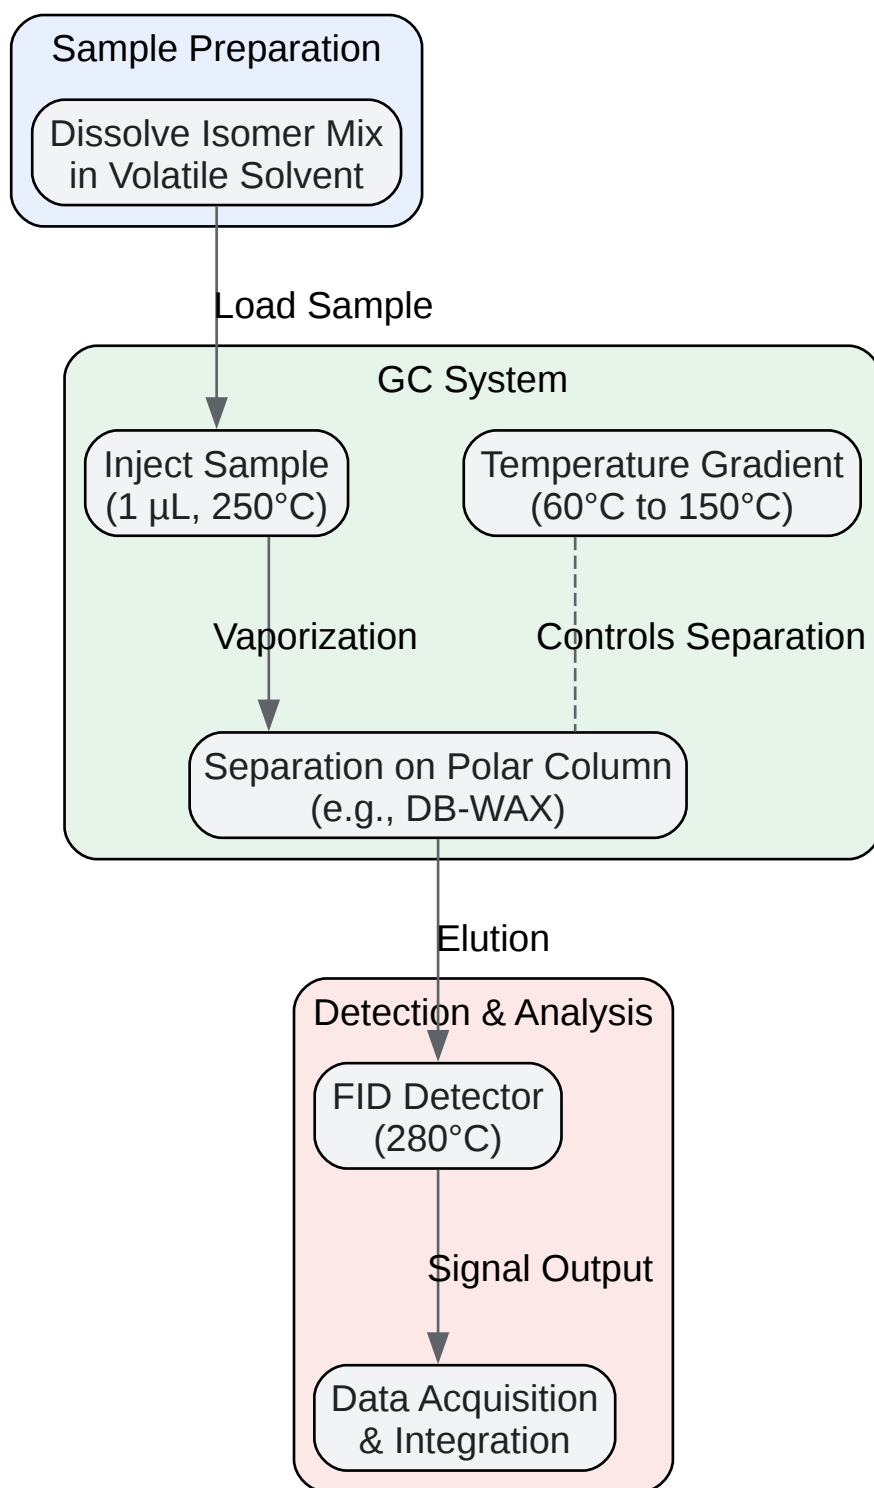 Sample Preparation
Dissolve Isomer Mix
in Volatile Solvent
Load Sample
GC System
Inject Sample
(1 µL, 250°C)
Temperature Gradient
(60°C to 150°C)
Vaporization
Controls Separation
Separation on Polar Column
(e.g., DB-WAX)
Elution
Detection & Analysis
FID Detector
(280°C)
Signal Output
Data Acquisition
& Integration